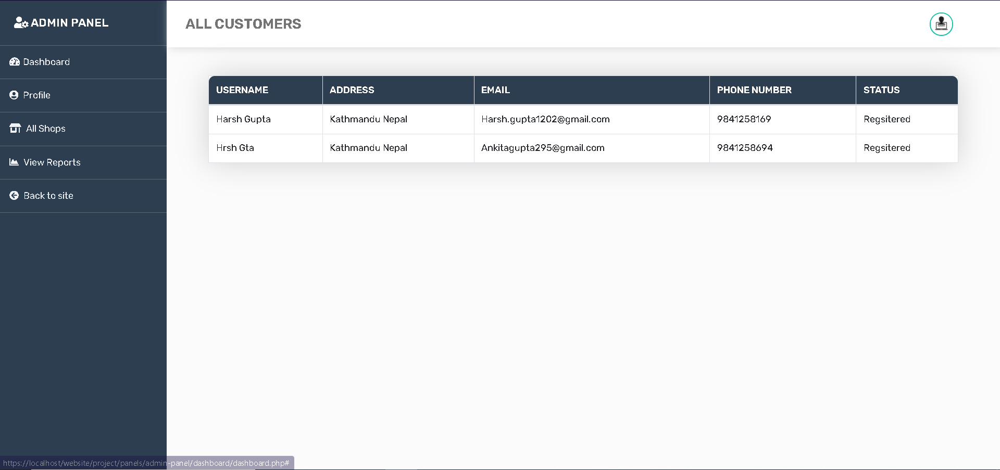 ADMIN PANEL
ALL CUSTOMERS
Dashboard
Profile
All Shops
View Reports
Back to site
USERNAME ADDRESS EMAIL PHONE NUMBER STATUS
Harsh Gupta Kathmandu Nepal Harsh.gupta1202@gmail.com 9841258169 Regsitered
Hrsh Gta Kathmandu Nepal Ankitagupta295@gmail.com 9841258694 Regsitered
https://localhost/website/project/panels/admin-panel/dashboard/dashboard.php#